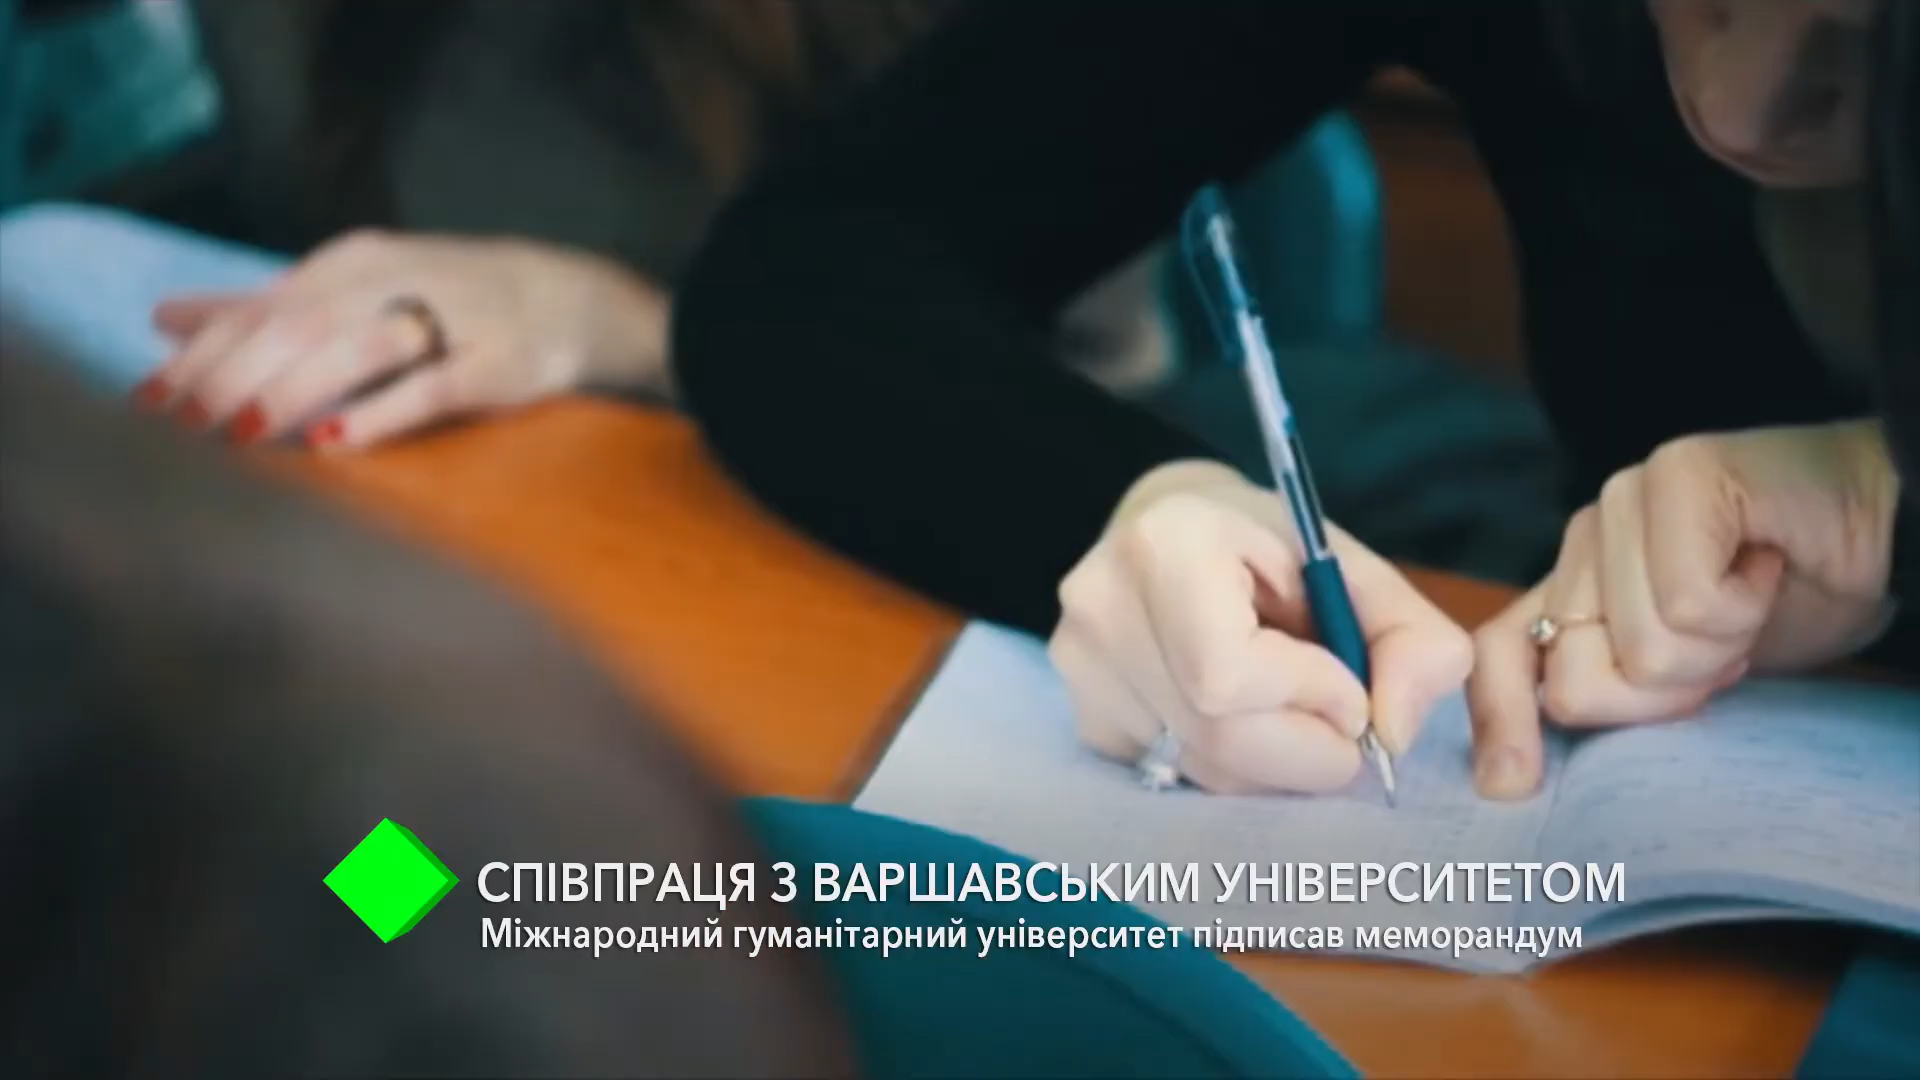 СПІВПРАЦЯ З ВАРШАВСЬКИМ УНІВЕРСИТЕТОМ
Міжнародний гуманітарний університет підписав меморандум